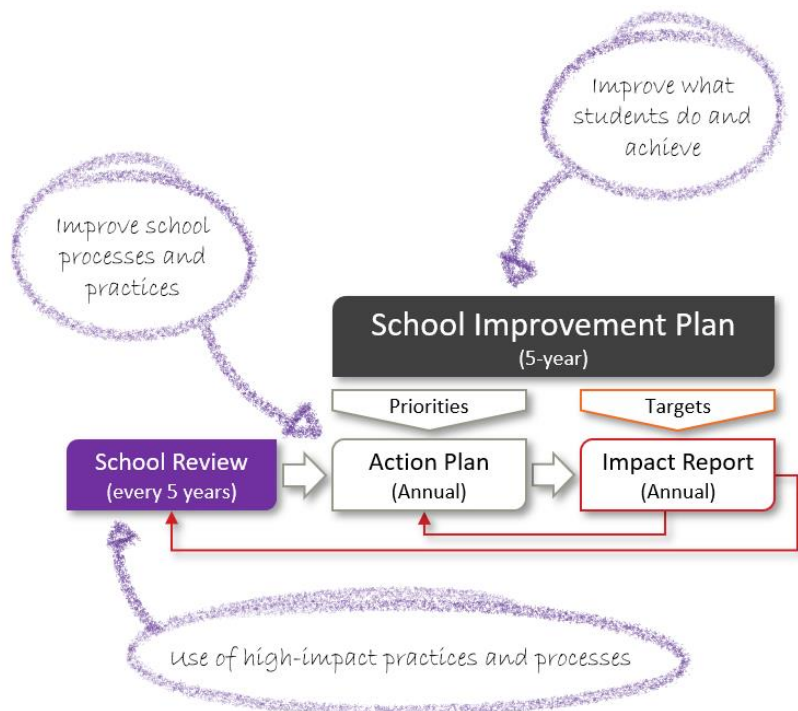 Improve what
students do and
achieve
Improve school
processes and
practices
School Improvement Plan
(5-year)
Priorities
Targets
School Review
(every 5 years)
Action Plan
(Annual)
Impact Report
(Annual)
Use of high-impact practices and processes